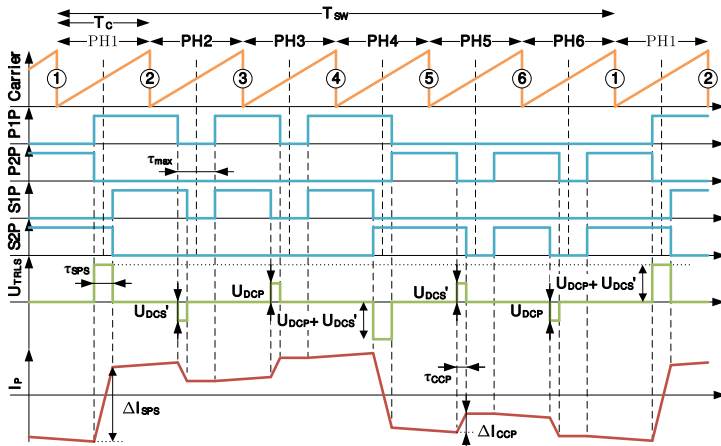 T_SW
T_C
PH1 PH2 PH3 PH4 PH5 PH6 PH1
Carrier
1 2 3 4 5 6 1 2
P1P
P2P
τ_max
S1P
S2P
U_TRLS
τ_SPS
U_DCS'
U_DCP
U_DCP + U_DCS'
U_DCS'
U_DCP
U_DCP + U_DCS'
I_P
ΔI_SPS
τ_CCP
ΔI_CCP